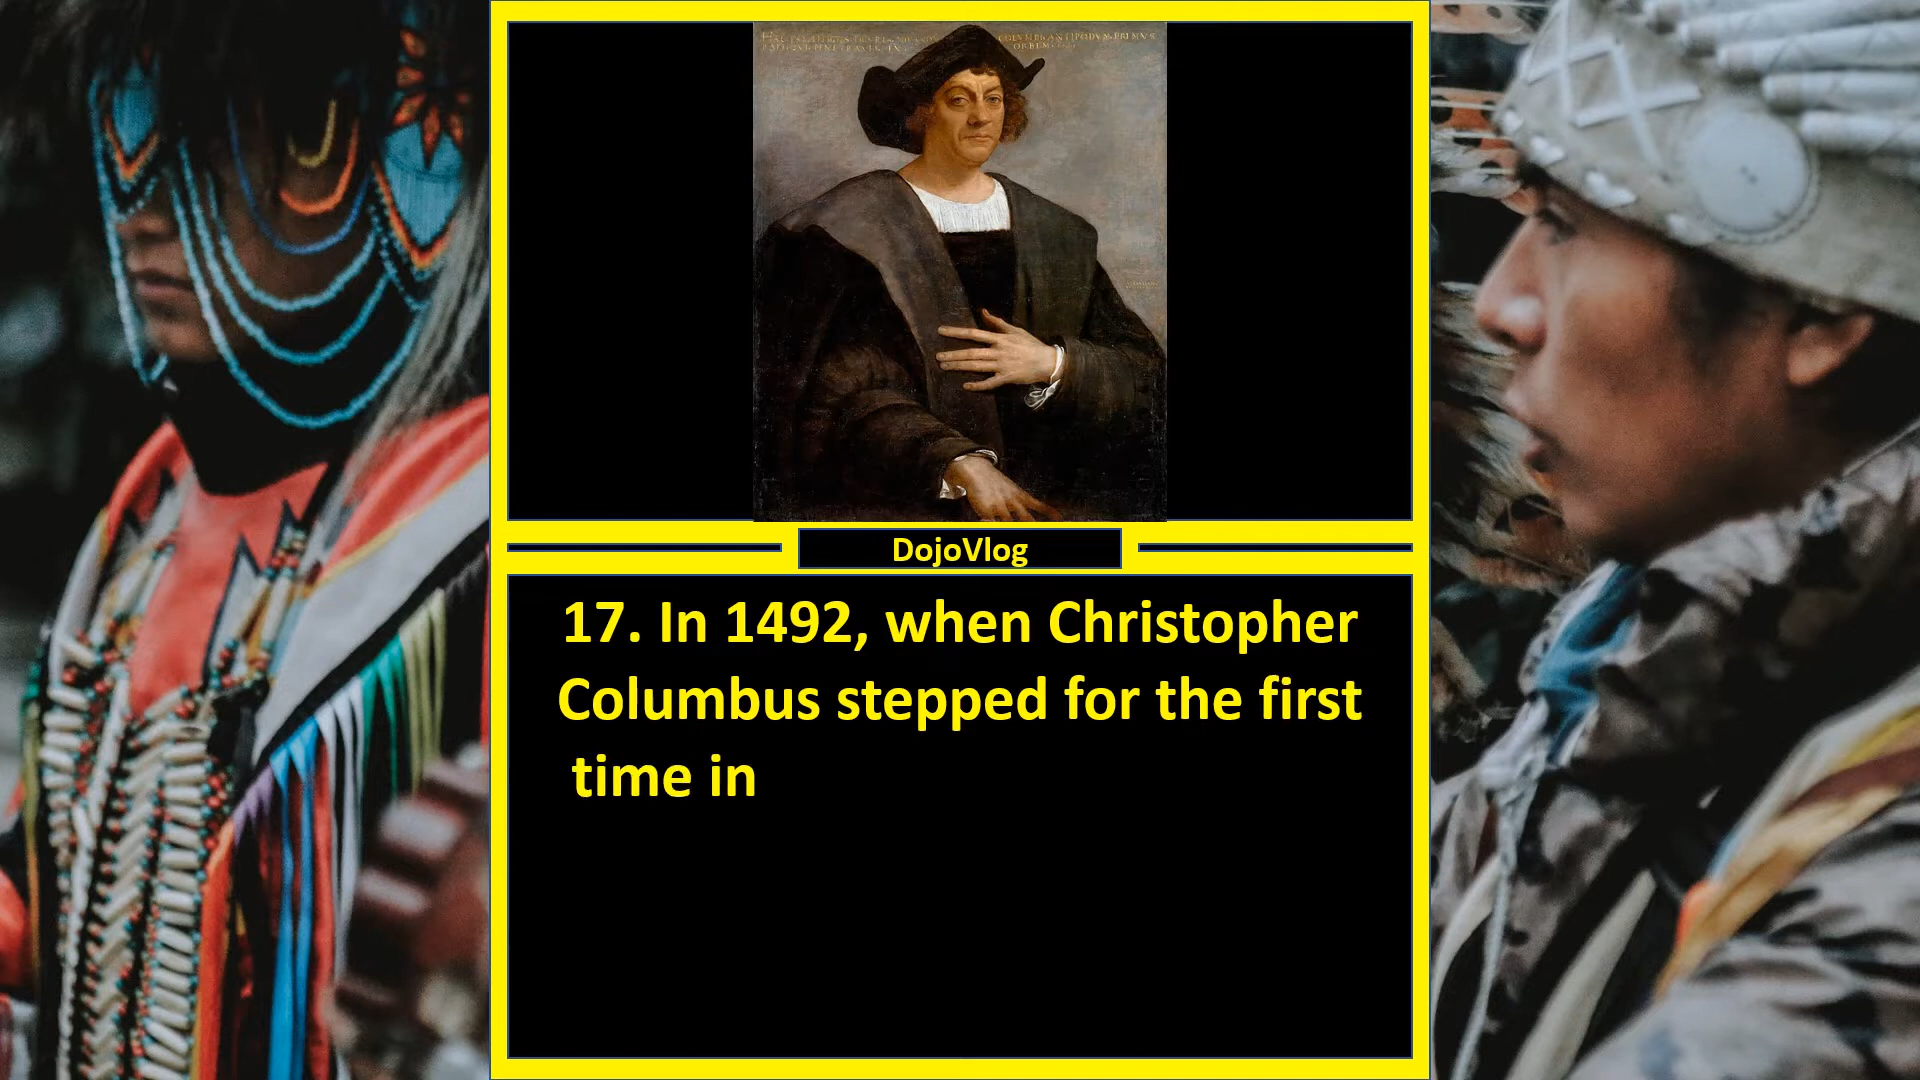 DojoVlog
17. In 1492, when Christopher
Columbus stepped for the first
time in